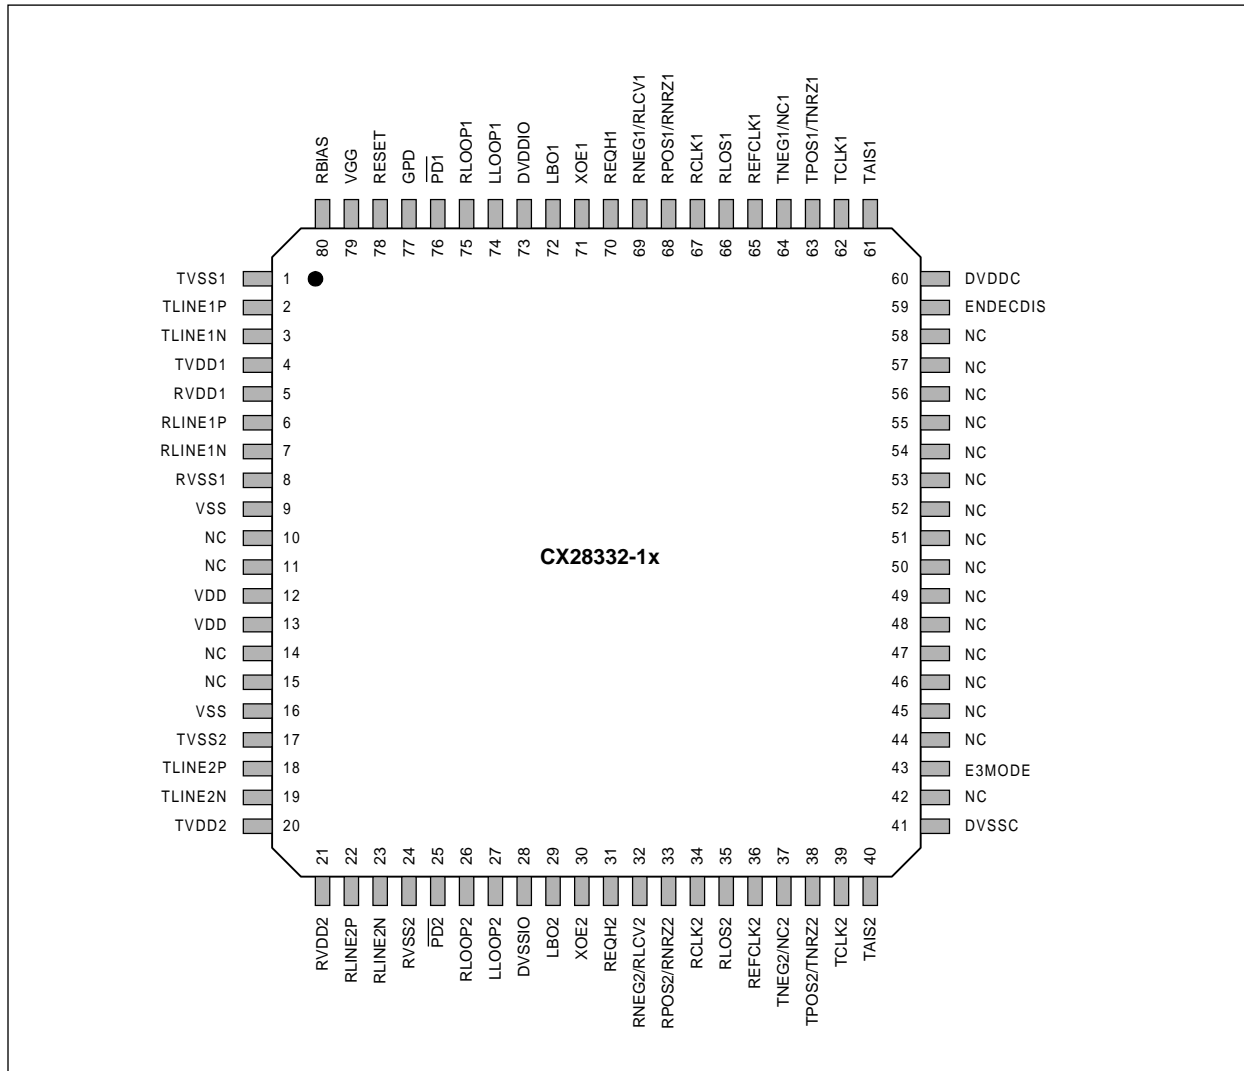 RBIAS
VGG
RESET
GPD
PD1
RLOOP1
LLOOP1
DVDDIO
LBO1
XOE1
REQH1
RNEG1/RLCV1
RPOS1/RNRZ1
RCLK1
RLOS1
REFCLK1
TNEG1/NC1
TPOS1/TNRZ1
TCLK1
TAIS1
80
79
78
77
76
75
74
73
72
71
70
69
68
67
66
65
64
63
62
61
TVSS1 1
TLINE1P 2
TLINE1N 3
TVDD1 4
RVDD1 5
RLINE1P 6
RLINE1N 7
RVSS1 8
VSS 9
NC 10
NC 11
VDD 12
VDD 13
NC 14
NC 15
VSS 16
TVSS2 17
TLINE2P 18
TLINE2N 19
TVDD2 20
CX28332-1x
60 DVDDC
59 ENDECDIS
58 NC
57 NC
56 NC
55 NC
54 NC
53 NC
52 NC
51 NC
50 NC
49 NC
48 NC
47 NC
46 NC
45 NC
44 NC
43 E3MODE
42 NC
41 DVSSC
21
22
23
24
25
26
27
28
29
30
31
32
33
34
35
36
37
38
39
40
RVDD2
RLINE2P
RLINE2N
RVSS2
PD2
RLOOP2
LLOOP2
DVSSIO
LBO2
XOE2
REQH2
RNEG2/RLCV2
RPOS2/RNRZ2
RCLK2
RLOS2
REFCLK2
TNEG2/NC2
TPOS2/TNRZ2
TCLK2
TAIS2